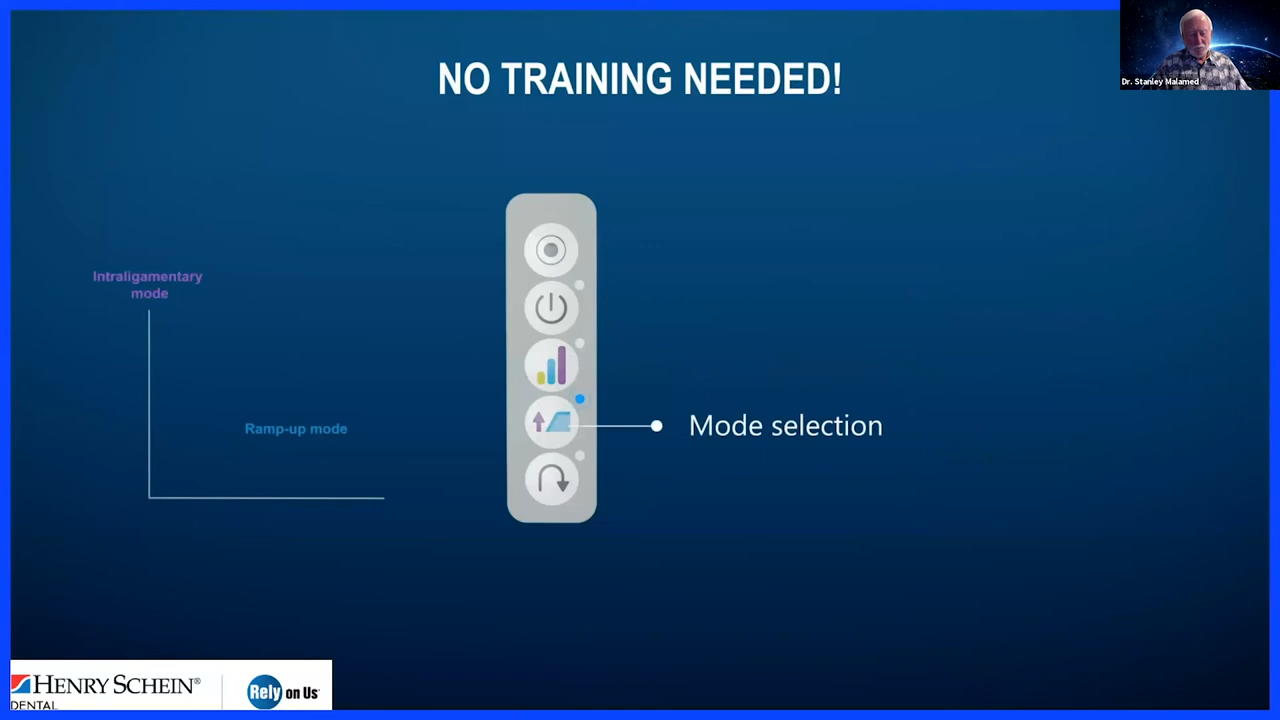 Dr. Stanley Malamed
NO TRAINING NEEDED!
Intraligamentary
mode
Ramp-up mode
Mode selection
HENRY SCHEIN®
DENTAL
Rely on Us